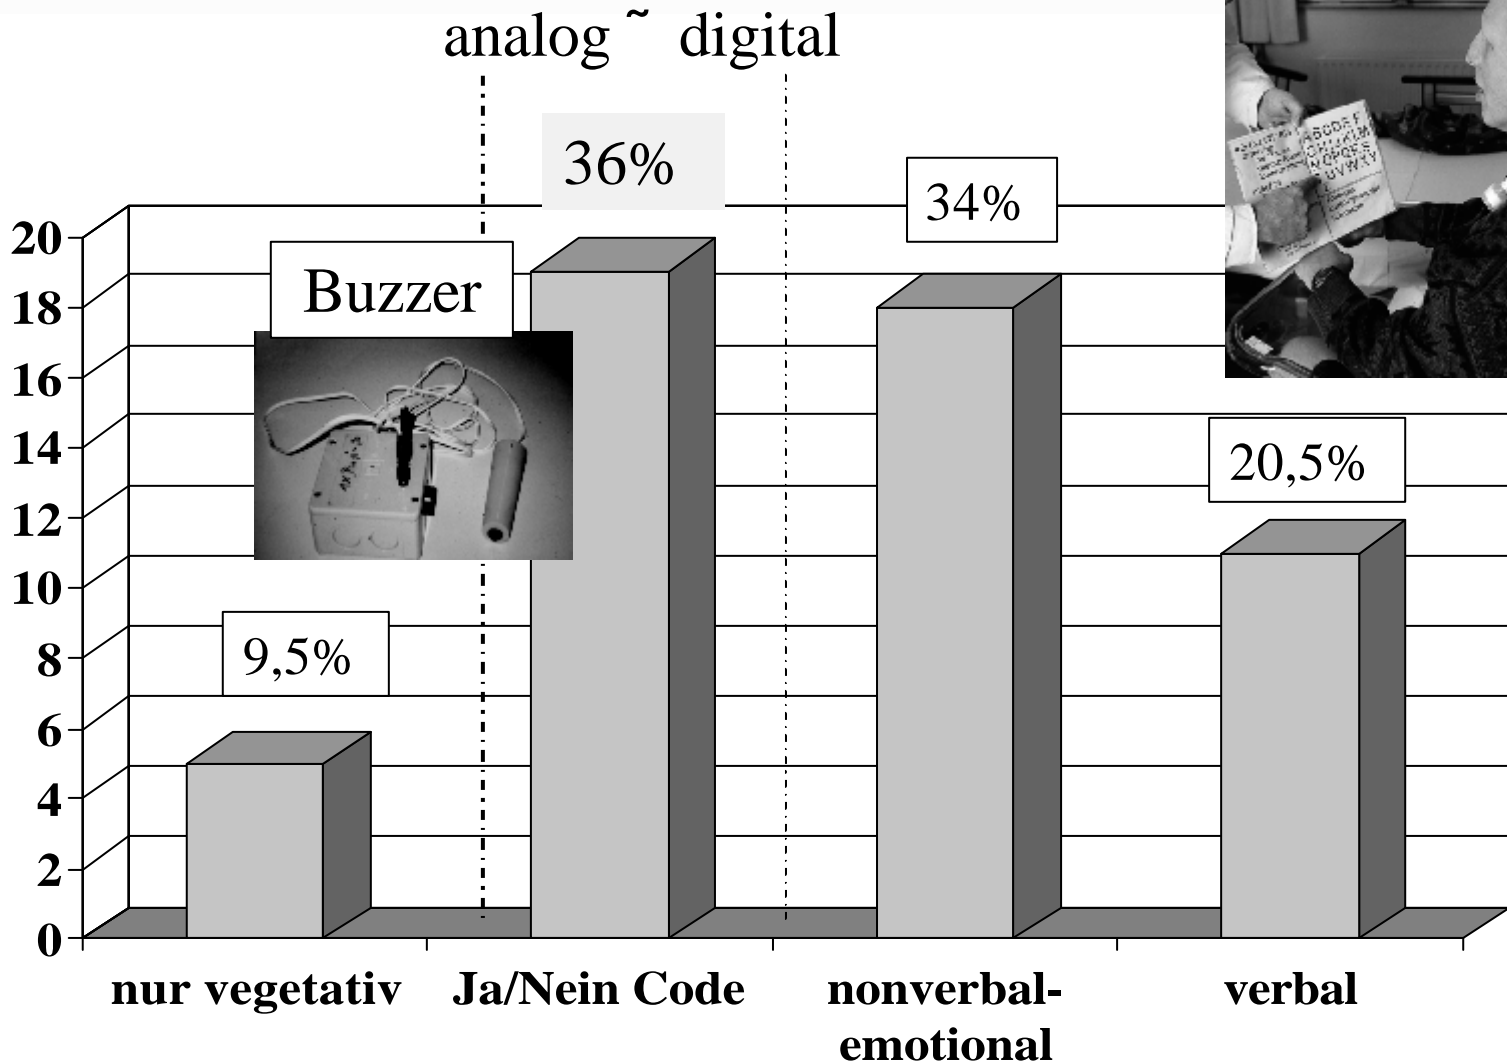 analog ~ digital
36%
34%
Buzzer
20,5%
9,5%
20
18
16
14
12
10
8
6
4
2
0
nur vegetativ
Ja/Nein Code
nonverbal-
emotional
verbal